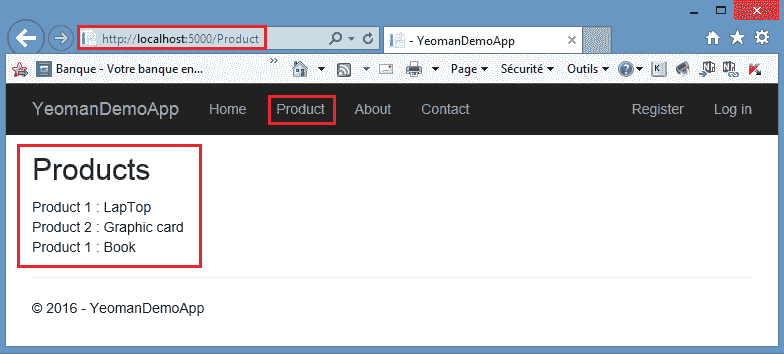 http://localhost:5000/Product
- YeomanDemoApp
Banque - Votre banque en...
Page
Sécurité
Outils
YeomanDemoApp Home Product About Contact Register Log in
Products
Product 1 : LapTop
Product 2 : Graphic card
Product 1 : Book
© 2016 - YeomanDemoApp